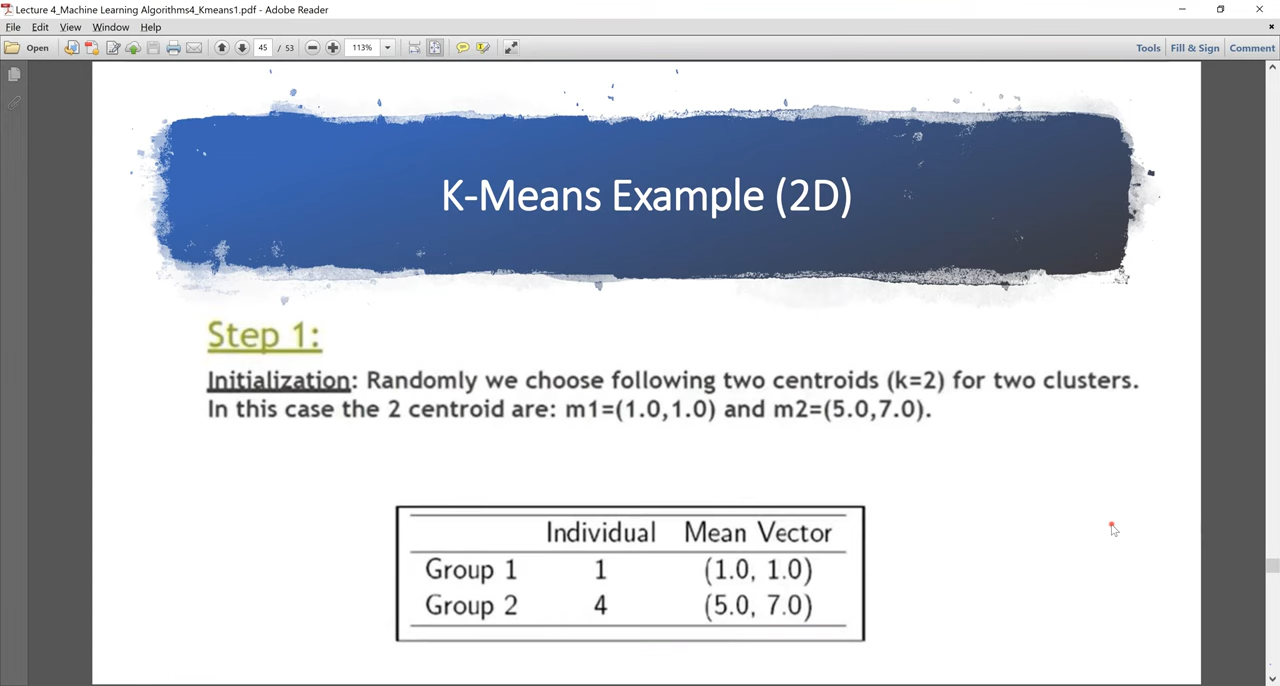 Lecture 4_Machine Learning Algorithms4_Kmeans1.pdf - Adobe Reader
File Edit View Window Help
Open 45 / 53 113% Tools Fill & Sign Comment
K-Means Example (2D)
Step 1:
Initialization: Randomly we choose following two centroids (k=2) for two clusters.
In this case the 2 centroid are: m1=(1.0,1.0) and m2=(5.0,7.0).
Individual Mean Vector
Group 1 1 (1.0, 1.0)
Group 2 4 (5.0, 7.0)